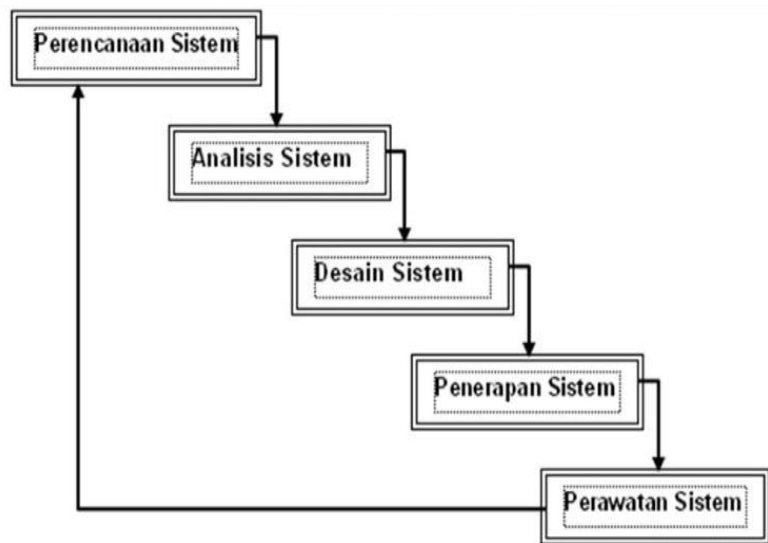 Perencanaan Sistem
Analisis Sistem
Desain Sistem
Penerapan Sistem
Perawatan Sistem